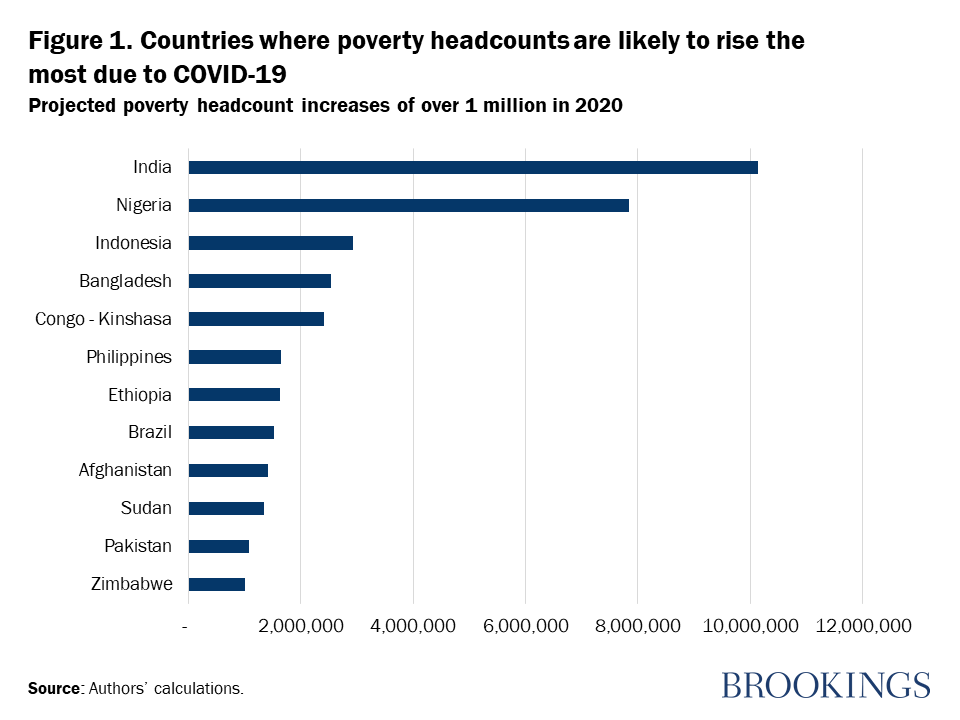 Figure 1. Countries where poverty headcounts are likely to rise the
most due to COVID-19
Projected poverty headcount increases of over 1 million in 2020
India
Nigeria
Indonesia
Bangladesh
Congo - Kinshasa
Philippines
Ethiopia
Brazil
Afghanistan
Sudan
Pakistan
Zimbabwe
- 2,000,000 4,000,000 6,000,000 8,000,000 10,000,000 12,000,000
Source: Authors’ calculations.
BROOKINGS